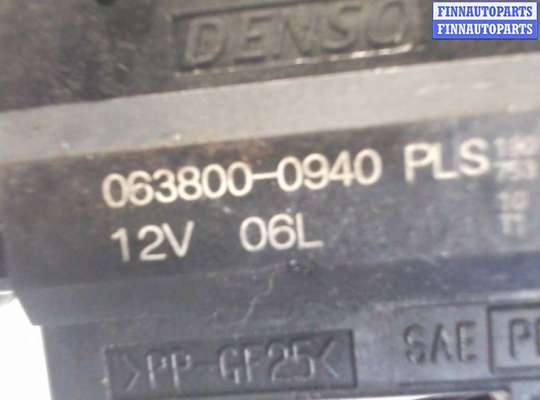 FINNAUTOPARTS
FINNAUTOPARTS
DENSO
063800-0940 PLS
12V 06L
>PP-GF25<
SAE